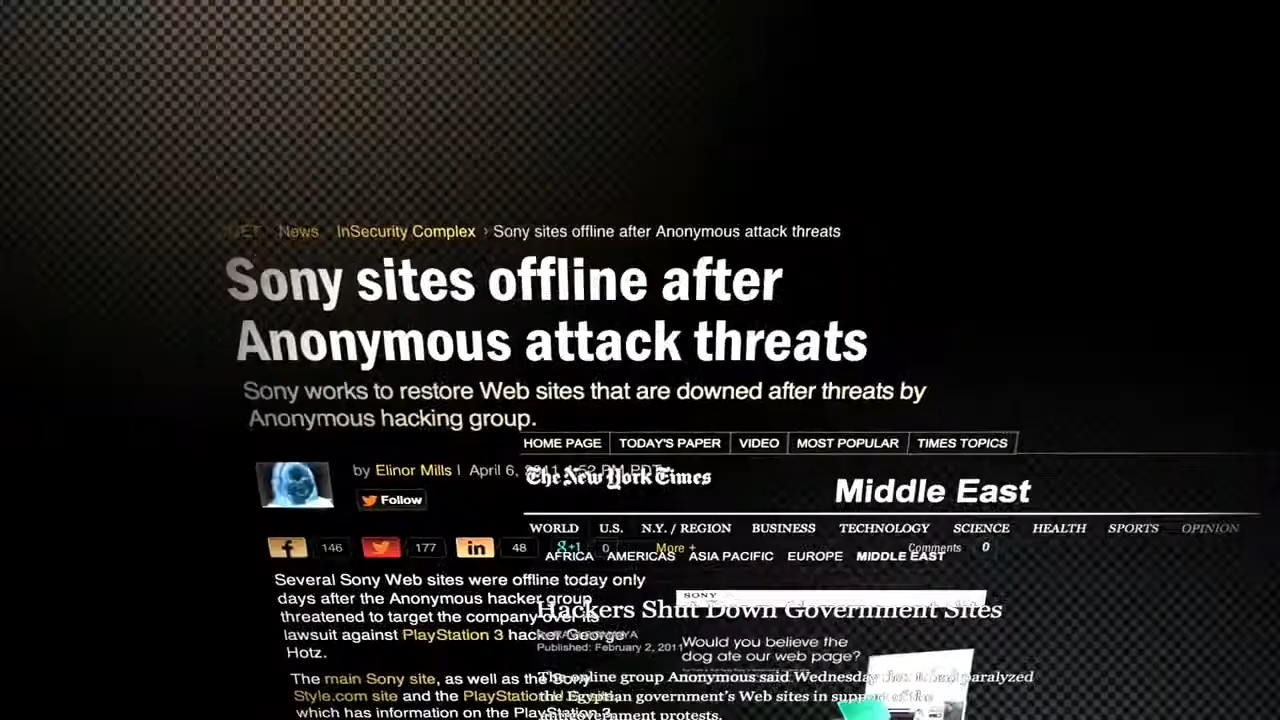 News InSecurity Complex › Sony sites offline after Anonymous attack threats
Sony sites offline after
Anonymous attack threats
Sony works to restore Web sites that are downed after threats by
Anonymous hacking group.
by Elinor Mills | April 6,
Follow
146 177 48 +1 0 More + Comments 0
Several Sony Web sites were offline today only
days after the Anonymous hacker group
threatened to target the company over its
lawsuit against PlayStation 3 hacker George
Hotz.
The main Sony site, as well as the Sony
Style.com site and the PlayStation
which has information on the PlayStation 3,
HOME PAGE TODAY'S PAPER VIDEO MOST POPULAR TIMES TOPICS
The New York Times
Middle East
WORLD U.S. N.Y. / REGION BUSINESS TECHNOLOGY SCIENCE HEALTH SPORTS OPINION
AFRICA AMERICAS ASIA PACIFIC EUROPE MIDDLE EAST
SONY
Hackers Shut Down Government Sites
Published: February 2, 2011
Would you believe the
dog ate our web page?
The online group Anonymous said Wednesday that it had paralyzed
the Egyptian government's Web sites in support of the
antigovernment protests.